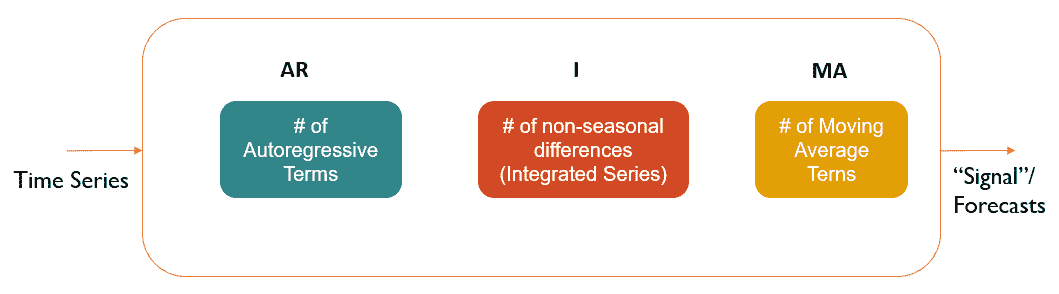 AR
I
MA
# of
Autoregressive
Terms
# of non-seasonal
differences
(Integrated Series)
# of Moving
Average
Terns
Time Series
“Signal”/
Forecasts